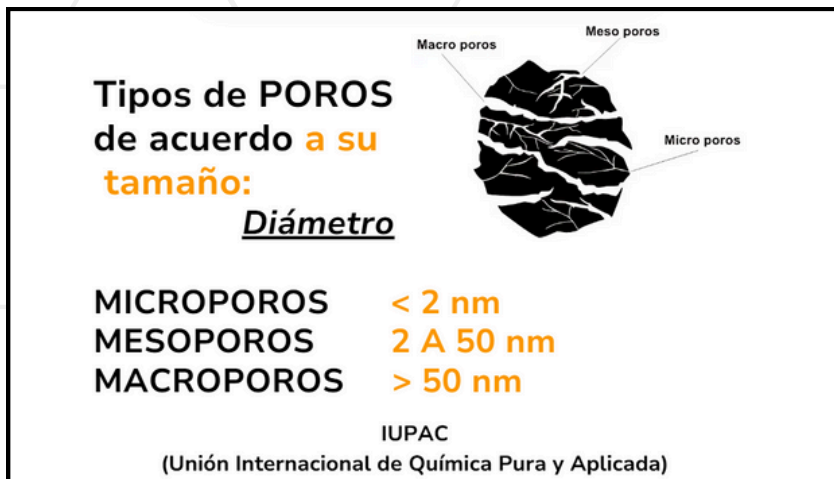 Tipos de POROS
de acuerdo a su
tamaño:
Diámetro
Macro poros
Meso poros
Micro poros
MICROPOROS < 2 nm
MESOPOROS 2 A 50 nm
MACROPOROS > 50 nm
IUPAC
(Unión Internacional de Química Pura y Aplicada)